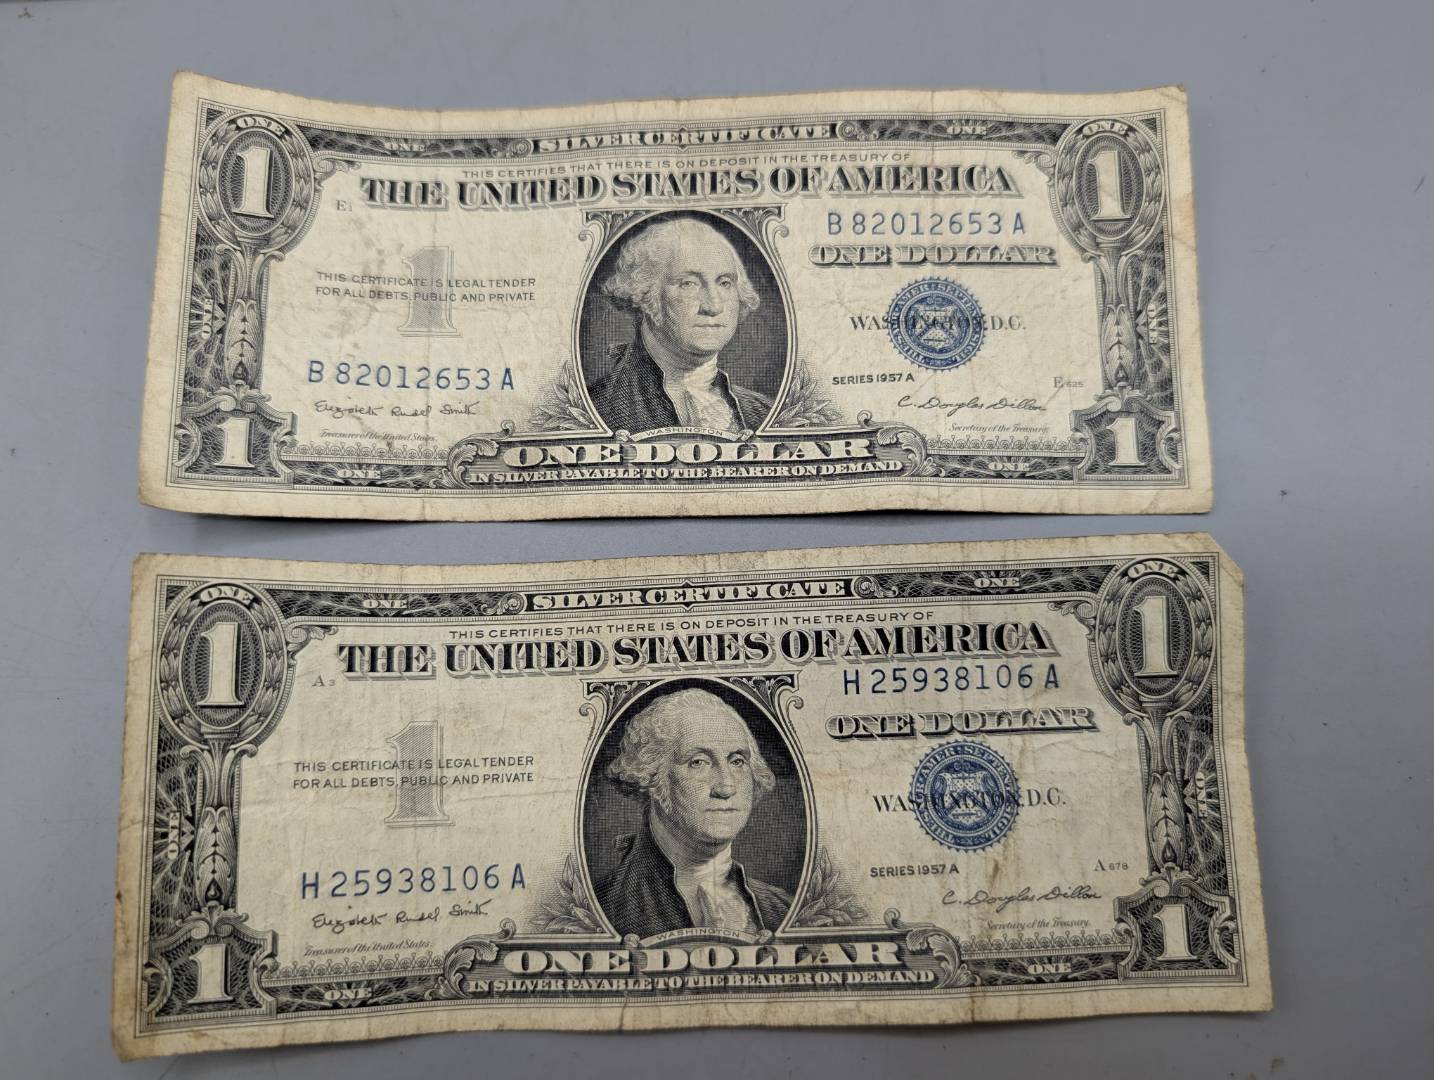 ONE ONE SILVER CERTIFICATE ONE ONE
THIS CERTIFIES THAT THERE IS ON DEPOSIT IN THE TREASURY OF
THE UNITED STATES OF AMERICA
1 1
E1
B 82012653 A
ONE DOLLAR
1
THIS CERTIFICATE IS LEGAL TENDER
FOR ALL DEBTS, PUBLIC AND PRIVATE
ONE ONE
WASHINGTON, D.C.
B 82012653 A
SERIES 1957 A
Elizabeth Rudel Smith
C. Douglas Dillon
Treasurer of the United States.
Secretary of the Treasury.
WASHINGTON
1 1
ONE DOLLAR
ONE ONE
IN SILVER PAYABLE TO THE BEARER ON DEMAND
ONE ONE SILVER CERTIFICATE ONE ONE
THIS CERTIFIES THAT THERE IS ON DEPOSIT IN THE TREASURY OF
THE UNITED STATES OF AMERICA
1 1
A3
H 25938106 A
ONE DOLLAR
1
THIS CERTIFICATE IS LEGAL TENDER
FOR ALL DEBTS, PUBLIC AND PRIVATE
ONE ONE
WASHINGTON, D.C.
H 25938106 A
SERIES 1957 A
A 678
Elizabeth Rudel Smith
C. Douglas Dillon
Treasurer of the United States.
Secretary of the Treasury.
WASHINGTON
1 1
ONE DOLLAR
ONE ONE
IN SILVER PAYABLE TO THE BEARER ON DEMAND